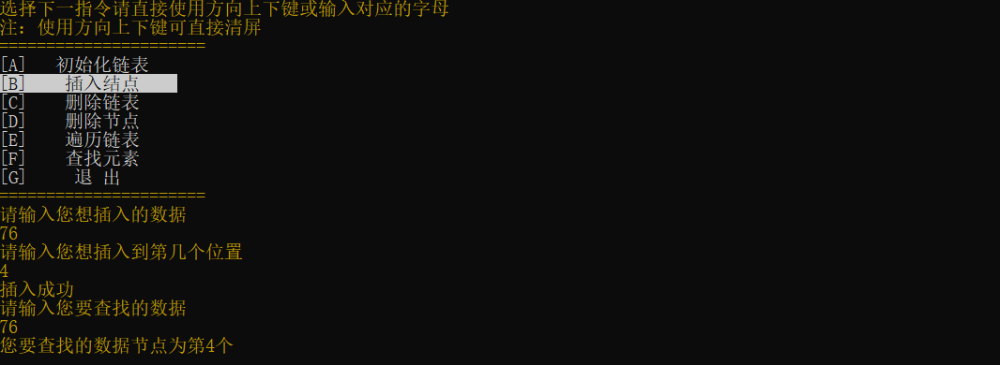 选择下一指令请直接使用方向上下键或输入对应的字母
注: 使用方向上下键可直接清屏
======================
[A] 初始化链表
[B] 插入结点
[C] 删除链表
[D] 删除节点
[E] 遍历链表
[F] 查找元素
[G] 退 出
======================
请输入您想插入的数据
76
请输入您想插入到第几个位置
4
插入成功
请输入您要查找的数据
76
您要查找的数据节点为第4个